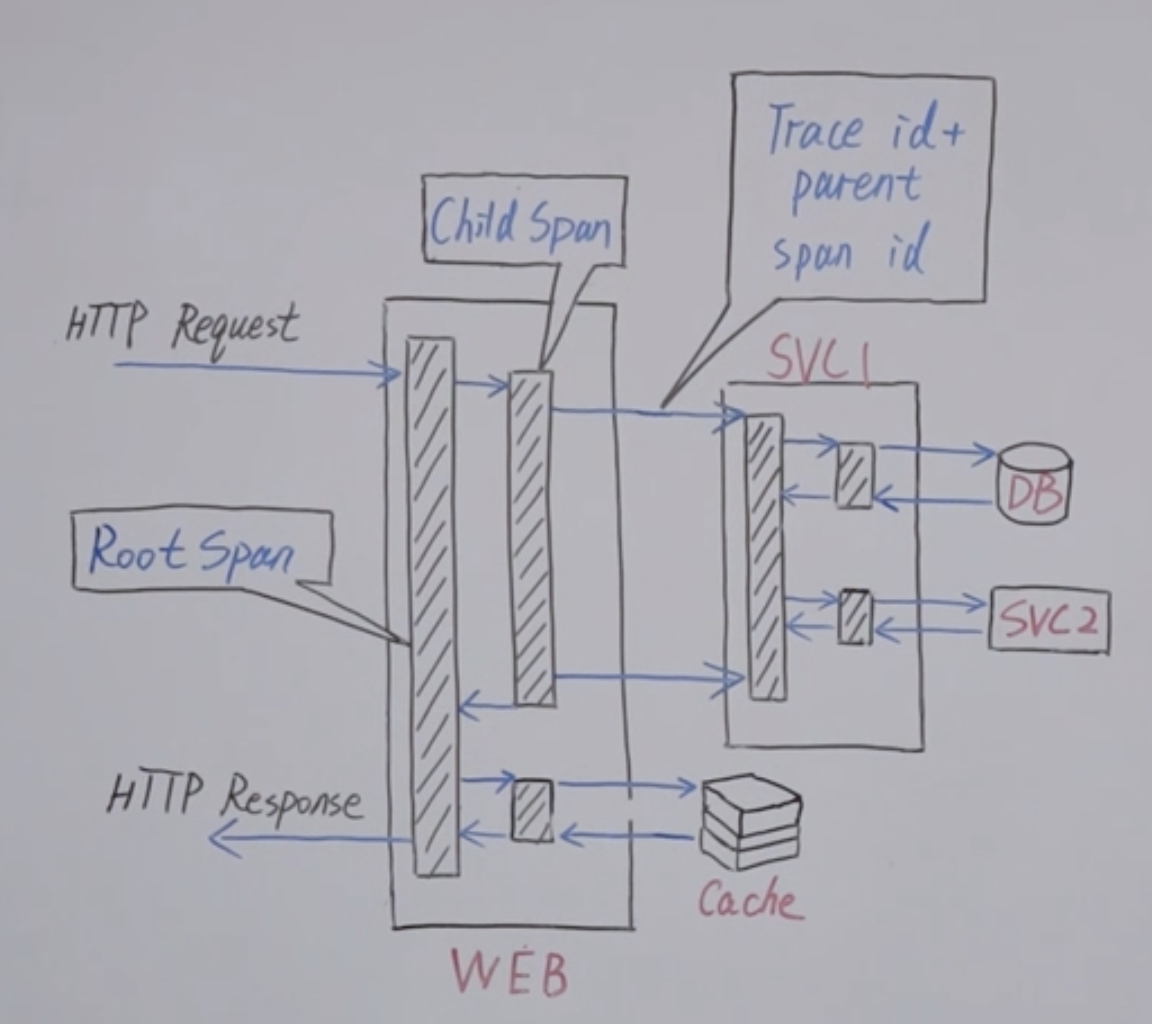 Trace id+
parent
span id
Child Span
HTTP Request
SVC1
DB
Root Span
SVC2
HTTP Response
Cache
WEB